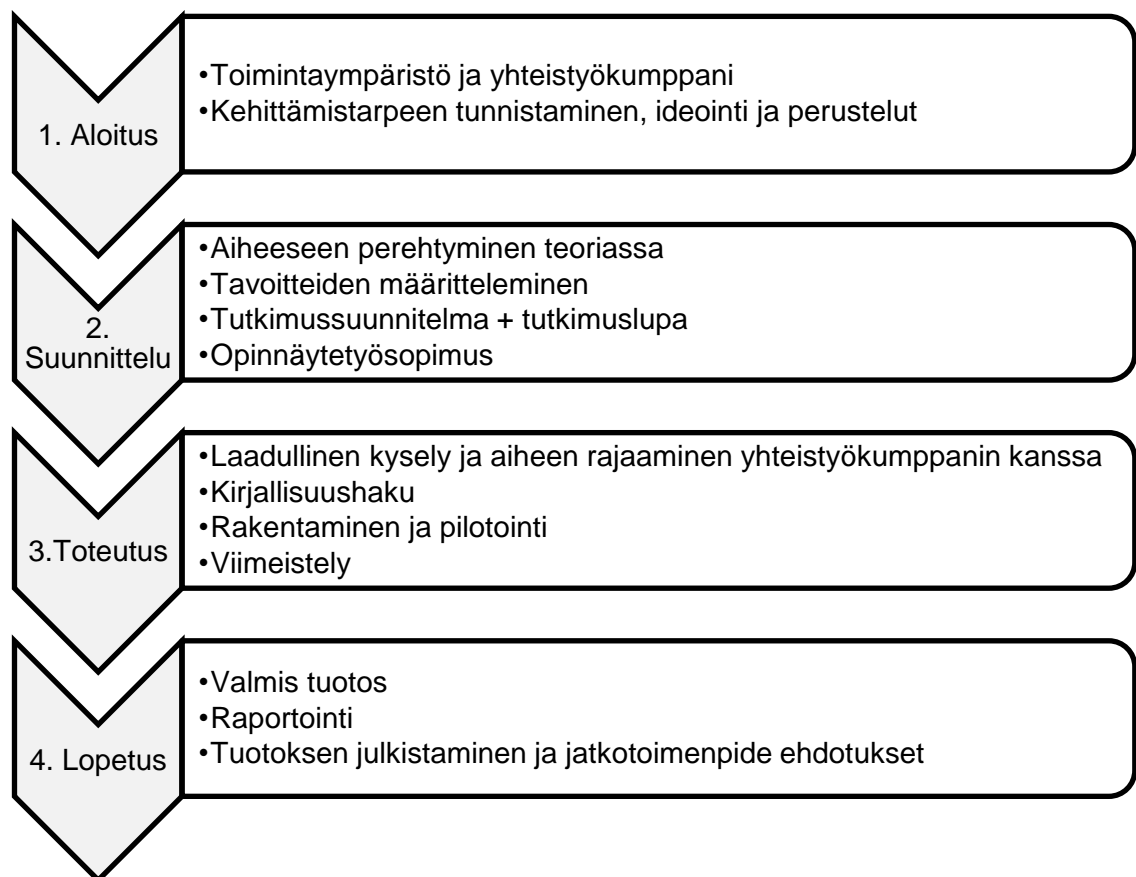 1. Aloitus
•Toimintaympäristö ja yhteistyökumppani
•Kehittämistarpeen tunnistaminen, ideointi ja perustelut
2.
Suunnittelu
•Aiheeseen perehtyminen teoriassa
•Tavoitteiden määritteleminen
•Tutkimussuunnitelma + tutkimuslupa
•Opinnäytetyösopimus
3.Toteutus
•Laadullinen kysely ja aiheen rajaaminen yhteistyökumppanin kanssa
•Kirjallisuushaku
•Rakentaminen ja pilotointi
•Viimeistely
4. Lopetus
•Valmis tuotos
•Raportointi
•Tuotoksen julkistaminen ja jatkotoimenpide ehdotukset